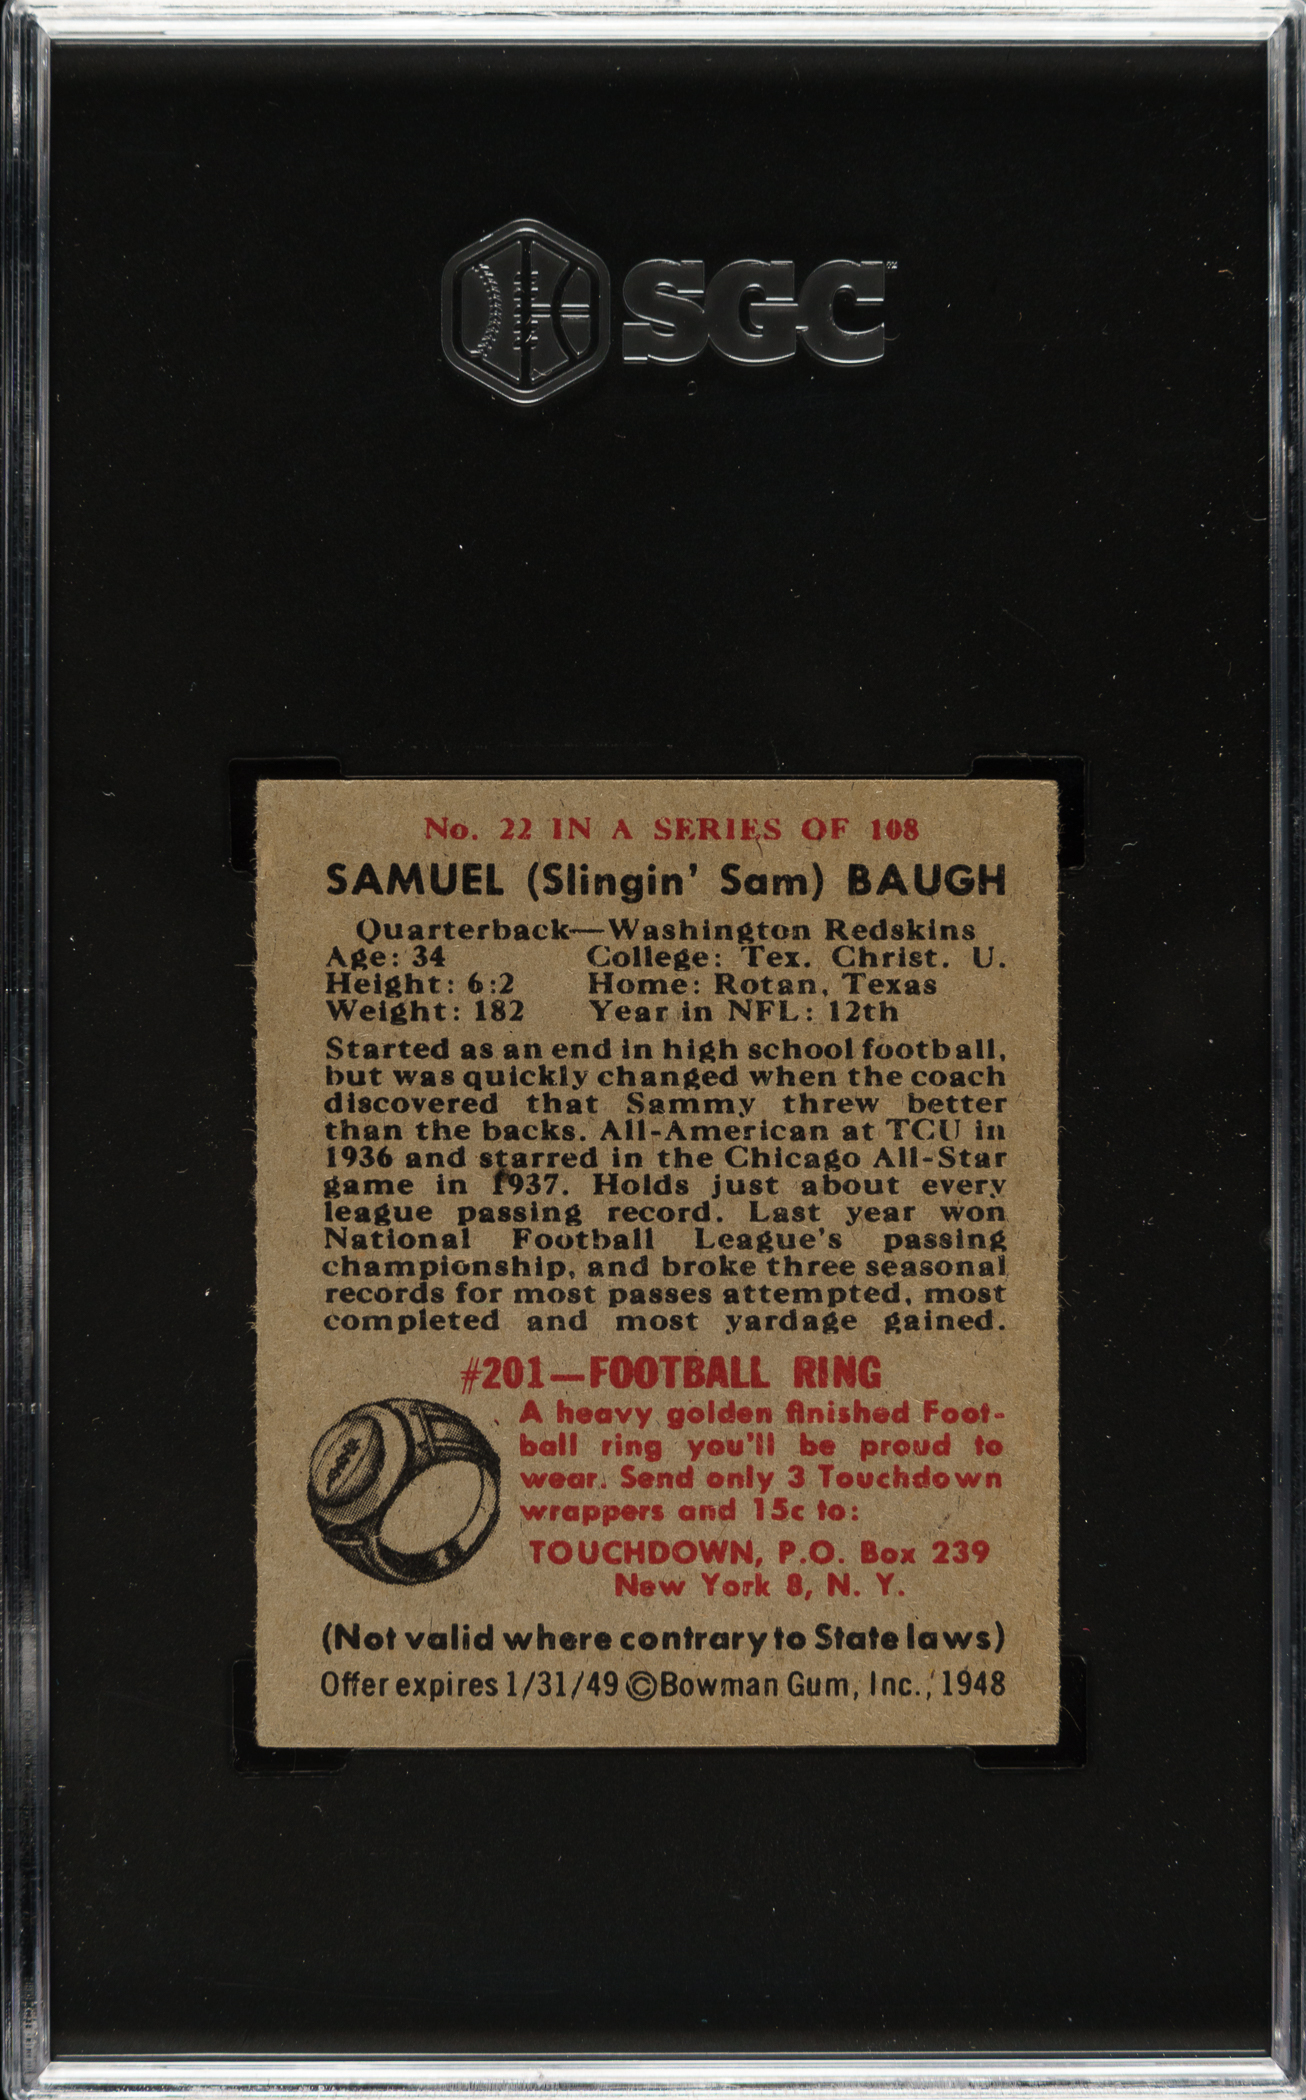 SGC
No. 22 IN A SERIES OF 108
SAMUEL (Slingin' Sam) BAUGH
Quarterback—Washington Redskins
Age: 34 College: Tex. Christ. U.
Height: 6:2 Home: Rotan, Texas
Weight: 182 Year in NFL: 12th
Started as an end in high school football,
but was quickly changed when the coach
discovered that Sammy threw better
than the backs. All-American at TCU in
1936 and starred in the Chicago All-Star
game in 1937. Holds just about every
league passing record. Last year won
National Football League's passing
championship, and broke three seasonal
records for most passes attempted, most
completed and most yardage gained.
#201—FOOTBALL RING
A heavy golden finished Foot-
ball ring you'll be proud to
wear. Send only 3 Touchdown
wrappers and 15c to:
TOUCHDOWN, P.O. Box 239
New York 8, N. Y.
(Not valid where contrary to State laws)
Offer expires 1/31/49 ©Bowman Gum, Inc., 1948